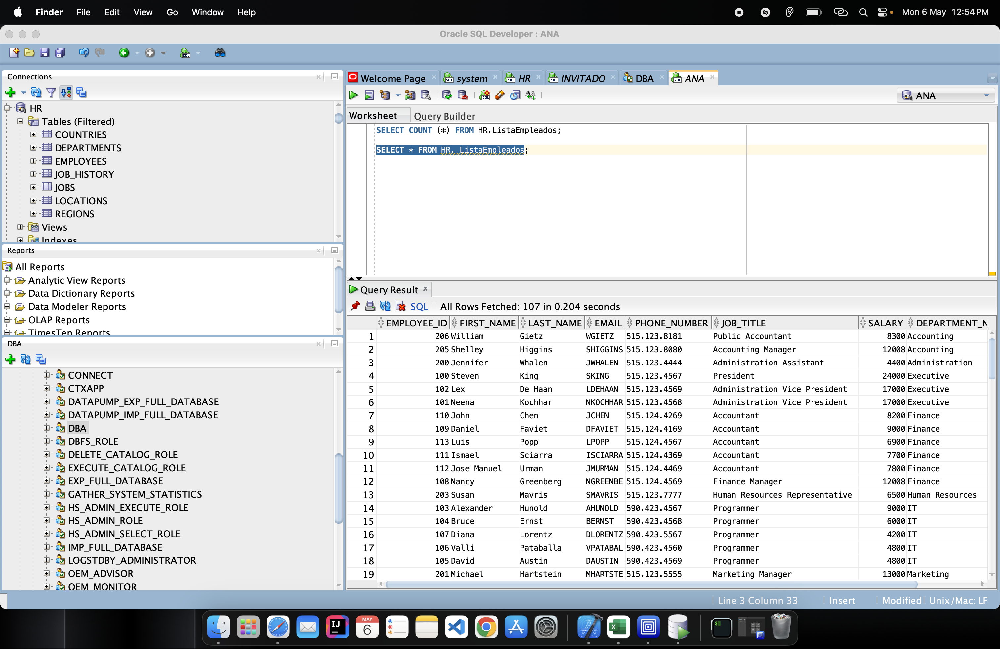 Finder File Edit View Go Window Help Mon 6 May 12:54 PM
Oracle SQL Developer : ANA
Connections
HR
Tables (Filtered)
COUNTRIES
DEPARTMENTS
EMPLOYEES
JOB_HISTORY
JOBS
LOCATIONS
REGIONS
Views
Indexes
Reports
All Reports
Analytic View Reports
Data Dictionary Reports
Data Modeler Reports
OLAP Reports
TimesTen Reports
DBA
CONNECT
CTXAPP
DATAPUMP_EXP_FULL_DATABASE
DATAPUMP_IMP_FULL_DATABASE
DBA
DBFS_ROLE
DELETE_CATALOG_ROLE
EXECUTE_CATALOG_ROLE
EXP_FULL_DATABASE
GATHER_SYSTEM_STATISTICS
HS_ADMIN_EXECUTE_ROLE
HS_ADMIN_ROLE
HS_ADMIN_SELECT_ROLE
IMP_FULL_DATABASE
LOGSTDBY_ADMINISTRATOR
OEM_ADVISOR
OEM_MONITOR
Welcome Page system HR INVITADO DBA ANA
ANA
Worksheet Query Builder
SELECT COUNT (*) FROM HR.ListaEmpleados;
SELECT * FROM HR. ListaEmpleados;
Query Result
SQL All Rows Fetched: 107 in 0.204 seconds
EMPLOYEE_ID FIRST_NAME LAST_NAME EMAIL PHONE_NUMBER JOB_TITLE SALARY DEPARTMENT_N
1 206 William Gietz WGIETZ 515.123.8181 Public Accountant 8300 Accounting
2 205 Shelley Higgins SHIGGINS 515.123.8080 Accounting Manager 12008 Accounting
3 200 Jennifer Whalen JWHALEN 515.123.4444 Administration Assistant 4400 Administration
4 100 Steven King SKING 515.123.4567 President 24000 Executive
5 102 Lex De Haan LDEHAAN 515.123.4569 Administration Vice President 17000 Executive
6 101 Neena Kochhar NKOCHHAR 515.123.4568 Administration Vice President 17000 Executive
7 110 John Chen JCHEN 515.124.4269 Accountant 8200 Finance
8 109 Daniel Faviet DFAVIET 515.124.4169 Accountant 9000 Finance
9 113 Luis Popp LPOPP 515.124.4567 Accountant 6900 Finance
10 111 Ismael Sciarra ISCIARRA 515.124.4369 Accountant 7700 Finance
11 112 Jose Manuel Urman JMURMAN 515.124.4469 Accountant 7800 Finance
12 108 Nancy Greenberg NGREENBE 515.124.4569 Finance Manager 12008 Finance
13 203 Susan Mavris SMAVRIS 515.123.7777 Human Resources Representative 6500 Human Resources
14 103 Alexander Hunold AHUNOLD 590.423.4567 Programmer 9000 IT
15 104 Bruce Ernst BERNST 590.423.4568 Programmer 6000 IT
16 107 Diana Lorentz DLORENTZ 590.423.5567 Programmer 4200 IT
17 106 Valli Pataballa VPATABAL 590.423.4560 Programmer 4800 IT
18 105 David Austin DAUSTIN 590.423.4569 Programmer 4800 IT
19 201 Michael Hartstein MHARTSTE 515.123.5555 Marketing Manager 13000 Marketing
Line 3 Column 33 Insert Modified Unix/Mac: LF
IJ
MAY
6